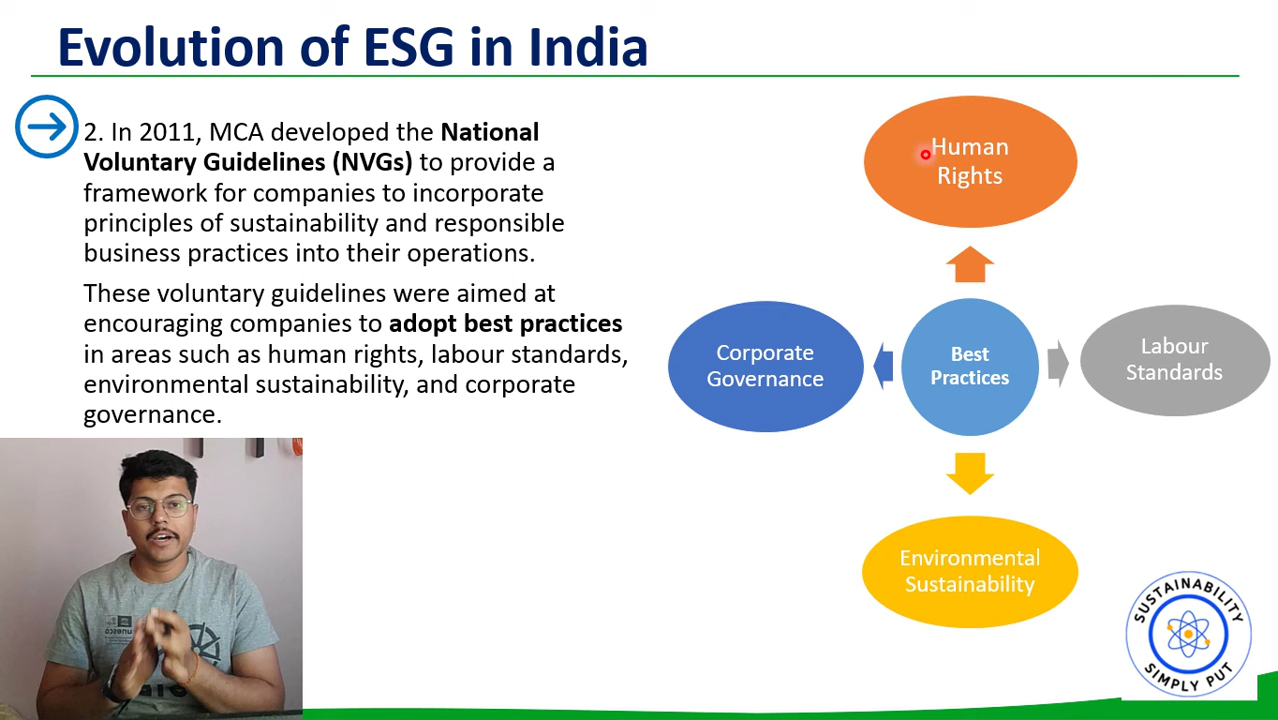 Evolution of ESG in India
2. In 2011, MCA developed the National
Voluntary Guidelines (NVGs) to provide a
framework for companies to incorporate
principles of sustainability and responsible
business practices into their operations.
These voluntary guidelines were aimed at
encouraging companies to adopt best practices
in areas such as human rights, labour standards,
environmental sustainability, and corporate
governance.
Human
Rights
Corporate
Governance
Best
Practices
Labour
Standards
Environmental
Sustainability
SUSTAINABILITY
SIMPLY PUT
unesco